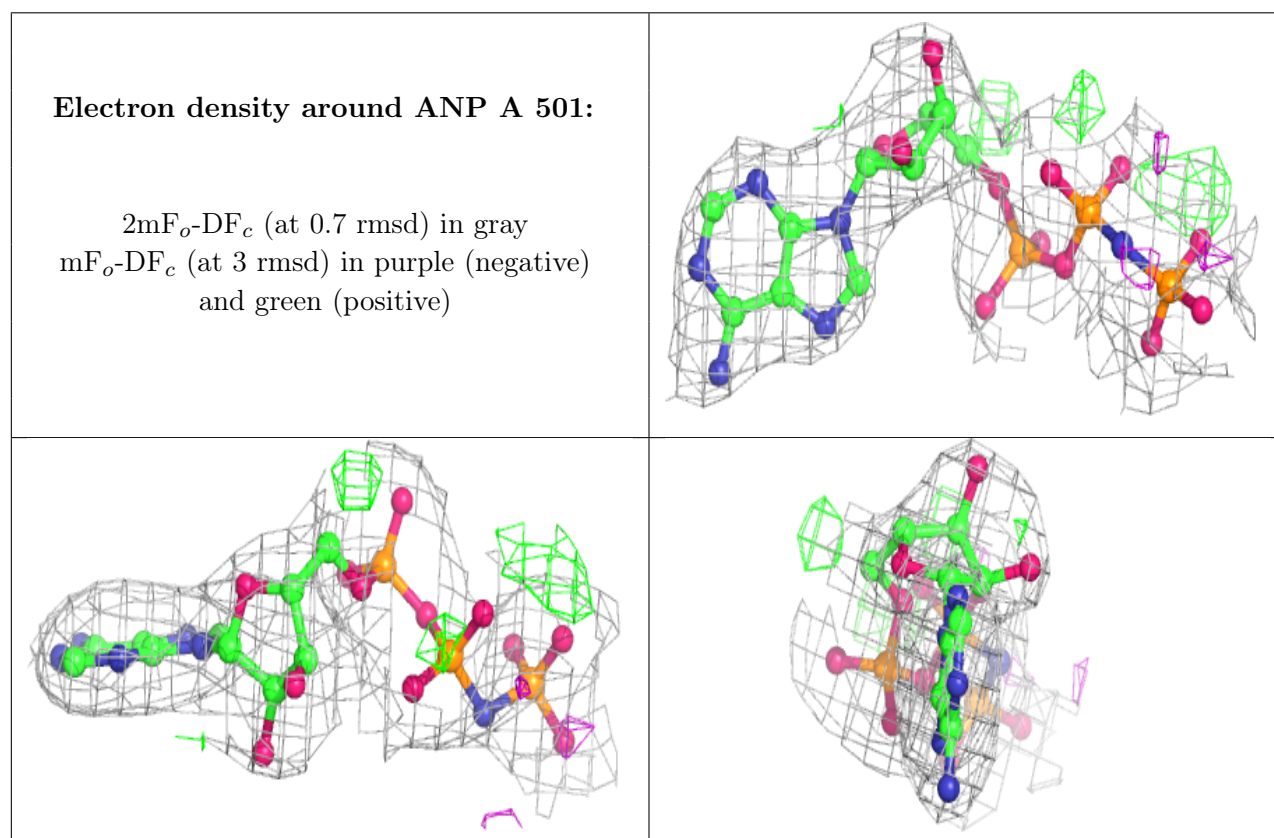 Electron density around ANP A 501:
2mFo-DFc (at 0.7 rmsd) in gray
mFo-DFc (at 3 rmsd) in purple (negative)
and green (positive)